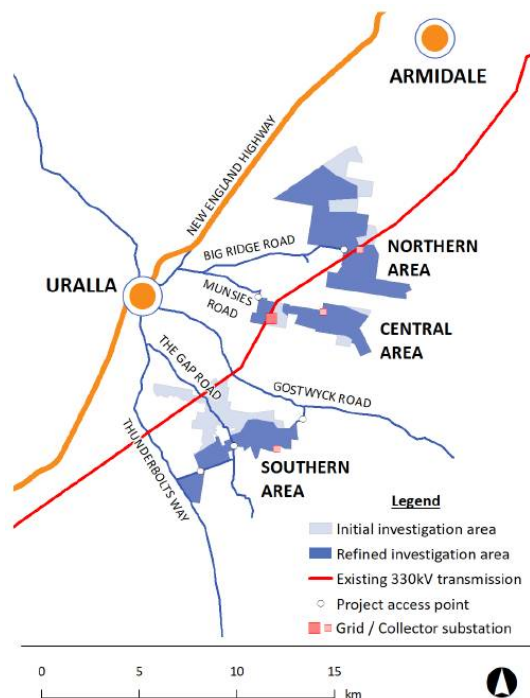 ARMIDALE
NEW ENGLAND HIGHWAY
BIG RIDGE ROAD
NORTHERN
AREA
URALLA
MUNSIES
ROAD
CENTRAL
AREA
THE GAP ROAD
GOSTWYCK ROAD
THUNDERBOLTS WAY
SOUTHERN
AREA
Legend
Initial investigation area
Refined investigation area
Existing 330kV transmission
Project access point
Grid / Collector substation
0 5 10 15
km